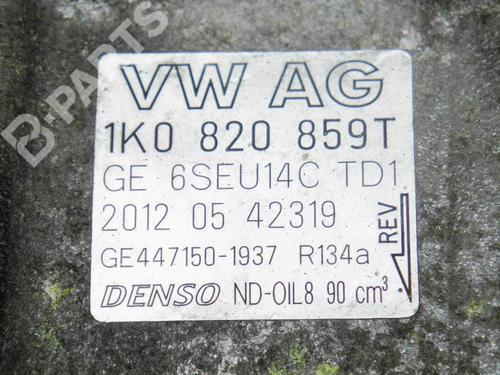 B-PARTS
VW AG
1K0 820 859T
GE 6SEU14C TD1
2012 05 42319
GE447150-1937 R134a
REV
DENSO ND-OIL8 90 cm³